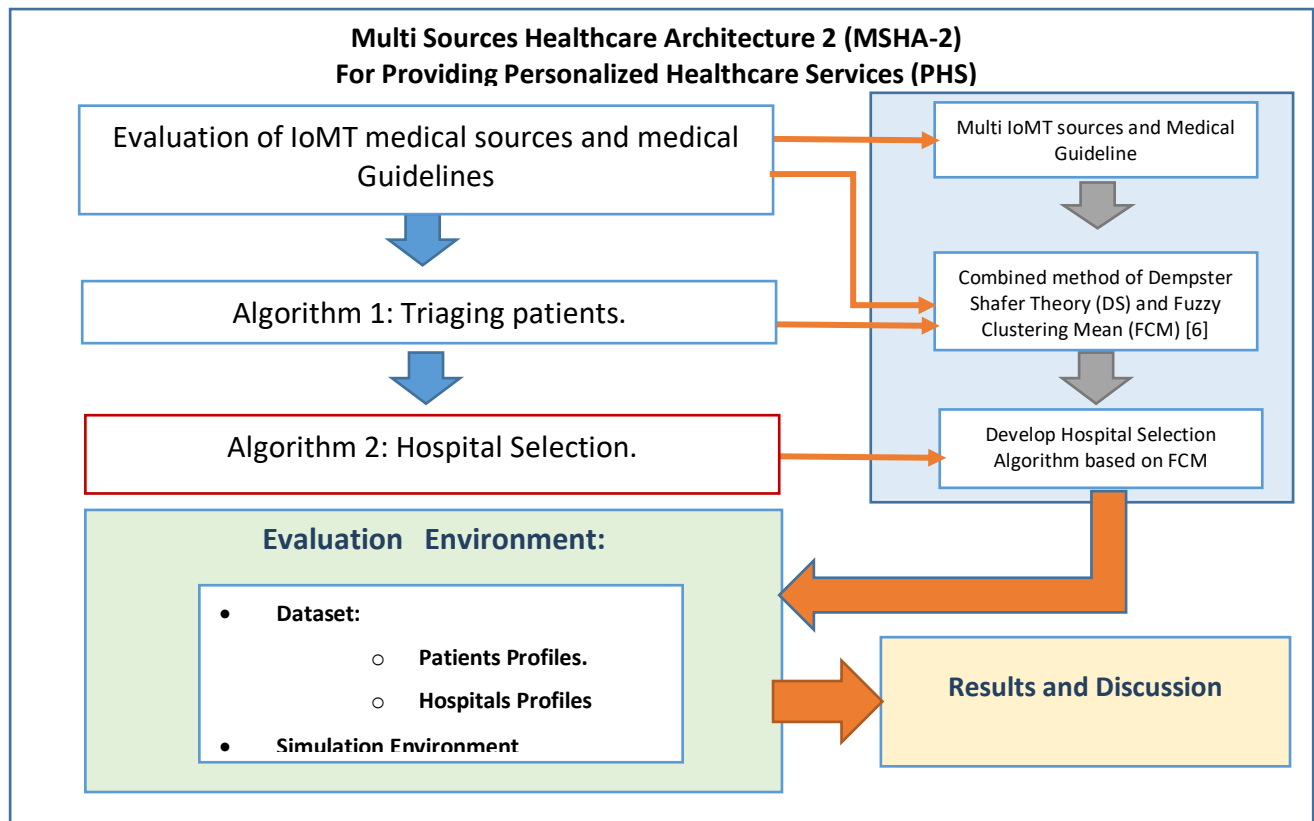 Multi Sources Healthcare Architecture 2 (MSHA-2)
For Providing Personalized Healthcare Services (PHS)
Evaluation of IoMT medical sources and medical
Guidelines
Multi IoMT sources and Medical
Guideline
Algorithm 1: Triaging patients.
Combined method of Dempster
Shafer Theory (DS) and Fuzzy
Clustering Mean (FCM) [6]
Algorithm 2: Hospital Selection.
Develop Hospital Selection
Algorithm based on FCM
Evaluation Environment:
• Dataset:
o Patients Profiles.
o Hospitals Profiles
• Simulation Environment
Results and Discussion